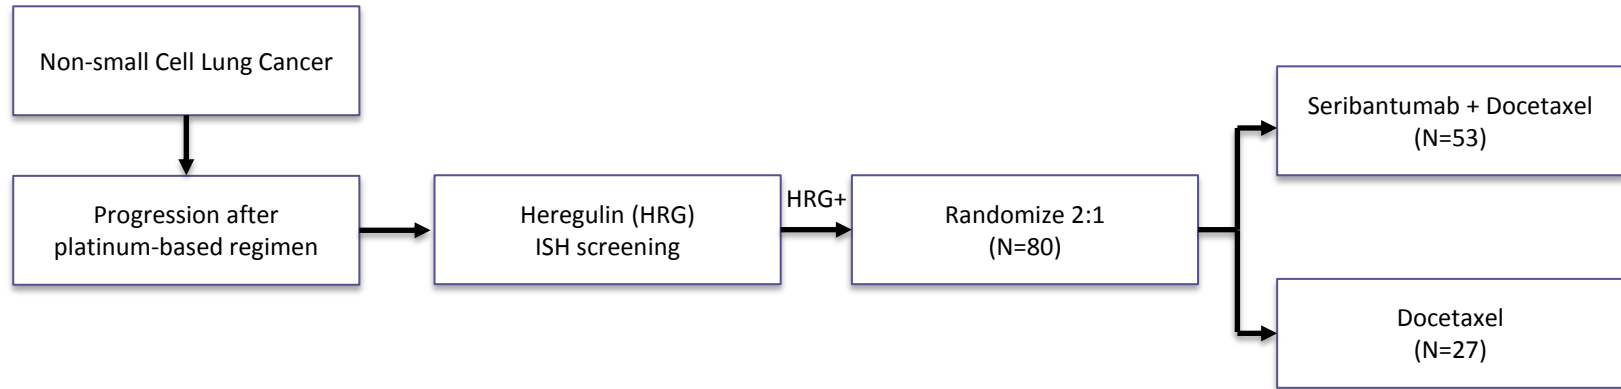 Non-small Cell Lung Cancer
Progression after
platinum-based regimen
Heregulin (HRG)
ISH screening
HRG+
Randomize 2:1
(N=80)
Seribantumab + Docetaxel
(N=53)
Docetaxel
(N=27)